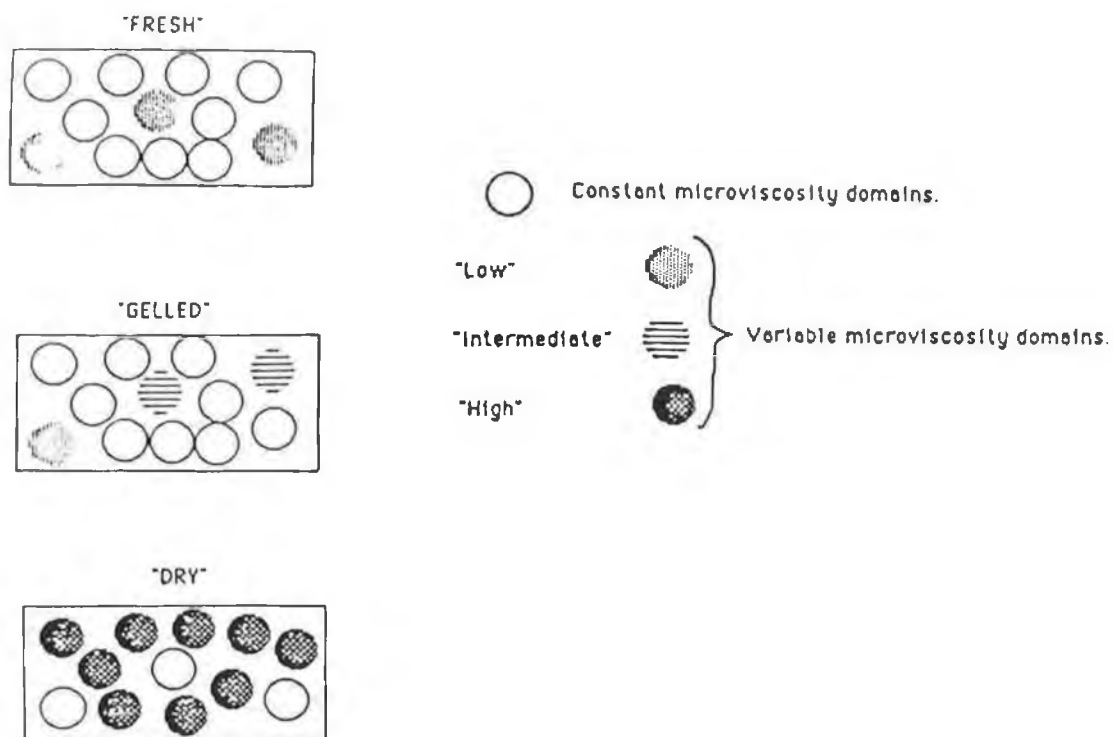 "FRESH"
Constant microviscosity domains.
"Low"
"GELLED"
"Intermediate"
Variable microviscosity domains.
"High"
"DRY"